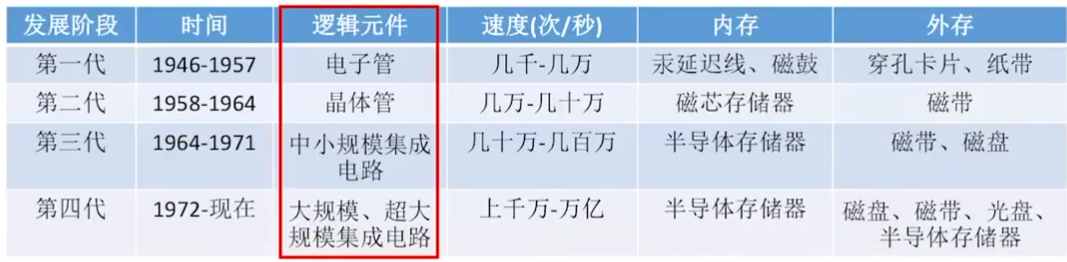 发展阶段 时间 逻辑元件 速度(次/秒) 内存 外存
第一代 1946-1957 电子管 几千-几万 汞延迟线、磁鼓 穿孔卡片、纸带
第二代 1958-1964 晶体管 几万-几十万 磁芯存储器 磁带
第三代 1964-1971 中小规模集成 几十万-几百万 半导体存储器 磁带、磁盘
电路
第四代 1972-现在 大规模、超大 上千万-万亿 半导体存储器 磁盘、磁带、光盘、
规模集成电路 半导体存储器